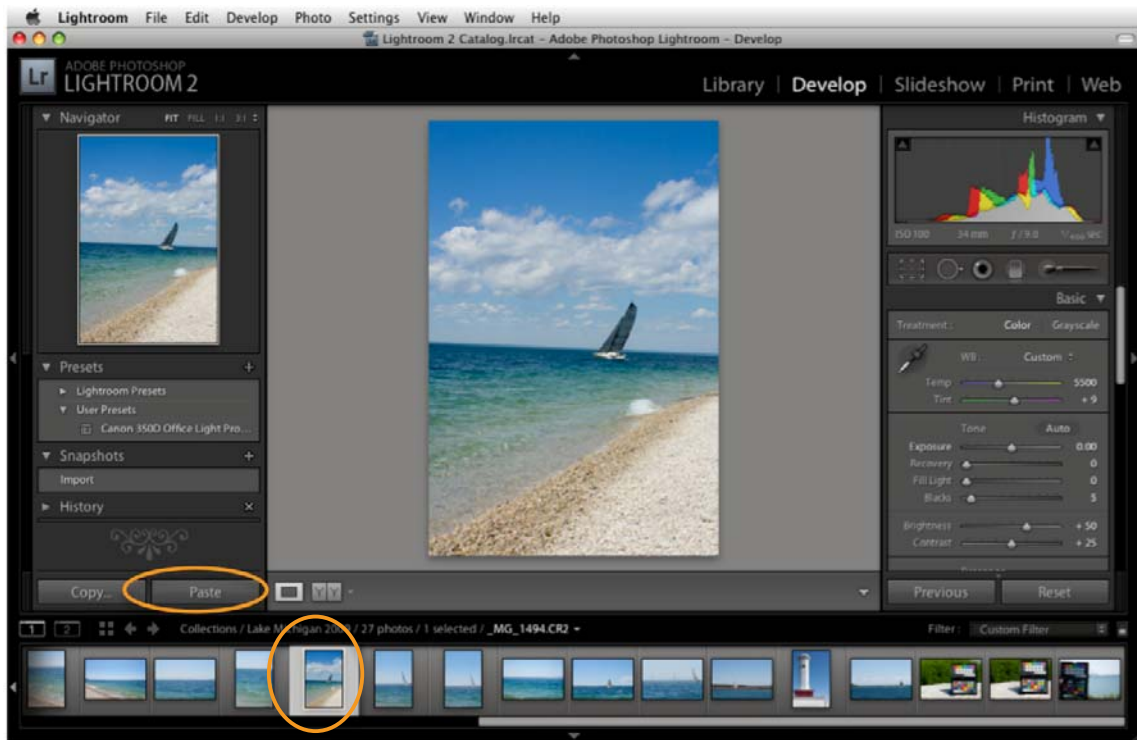 Lightroom File Edit Develop Photo Settings View Window Help
Lightroom 2 Catalog.lrcat – Adobe Photoshop Lightroom – Develop
Lr ADOBE PHOTOSHOP
LIGHTROOM 2
Library | Develop | Slideshow | Print | Web
Navigator FIT FILL 1:1 3:1
Histogram
ISO 100 34 mm f / 9.0 sec
Basic
Treatment : Color Grayscale
WB : Custom
Temp 5500
Tint + 9
Tone Auto
Exposure 0.00
Recovery 0
Fill Light 0
Blacks 5
Brightness + 50
Contrast + 25
Presets +
Lightroom Presets
User Presets
Canon 350D Office Light Pro...
Snapshots +
Import
History ×
Copy... Paste
Y Y
Previous Reset
1 2 Collections / Lake Michigan / 27 photos / 1 selected / _MG_1494.CR2
Filter : Custom Filter